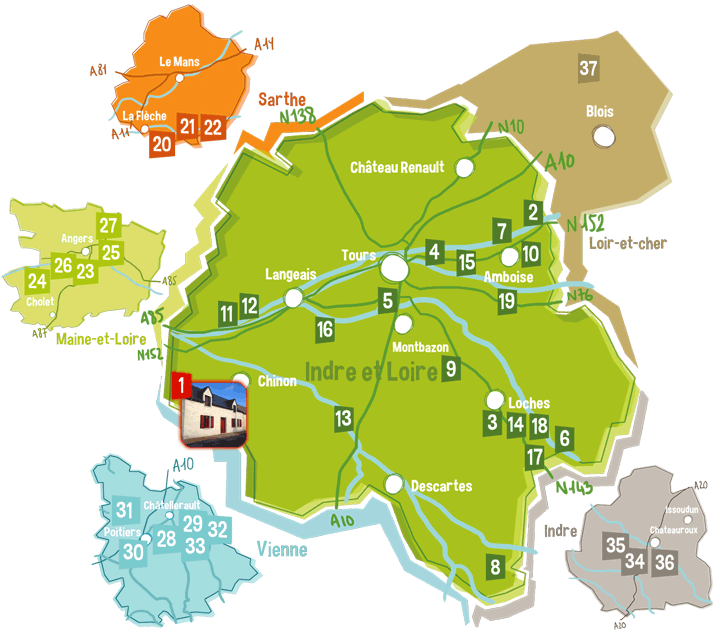 Le Mans
A81
A14
La Flèche
A11
20
21
22
Sarthe
N138
37
Blois
Loir-et-cher
N10
A10
Château Renault
2
7
N152
4
15
10
Tours
Amboise
Langeais
19
N76
11
12
5
16
Montbazon
Indre et Loire
9
27
Angers
25
26
23
24
Cholet
A85
A87
Maine-et-Loire
A85
N152
1
Chinon
13
Loches
3
14
18
6
17
N143
Descartes
A10
8
A10
31
Châtellerault
Poitiers
29
32
28
33
30
Vienne
Indre
A20
Issoudun
Chateauroux
35
34
36
A20